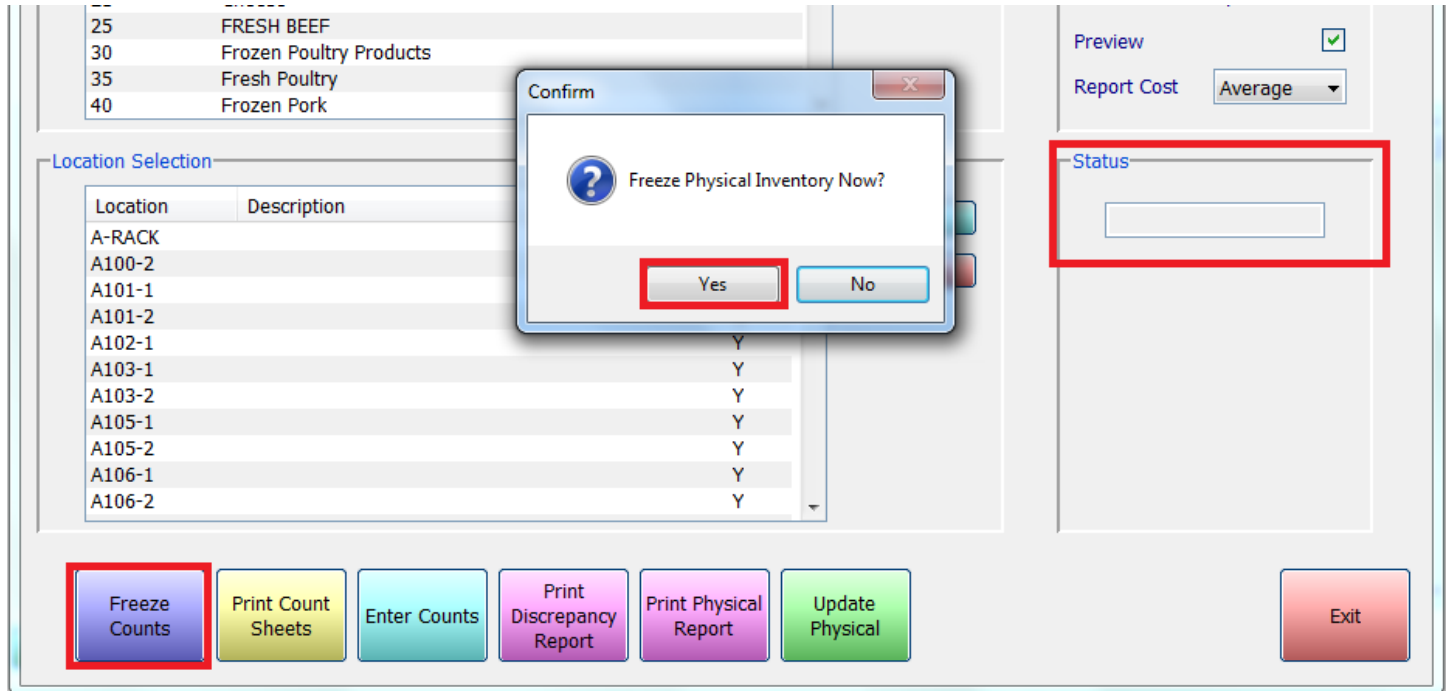 25 FRESH BEEF
30 Frozen Poultry Products
35 Fresh Poultry
40 Frozen Pork
Preview
Report Cost Average
Confirm
Freeze Physical Inventory Now?
Yes No
Location Selection
Location Description
A-RACK
A100-2
A101-1
A101-2
A102-1 Y
A103-1 Y
A103-2 Y
A105-1 Y
A105-2 Y
A106-1 Y
A106-2 Y
Status
Freeze
Counts
Print Count
Sheets
Enter Counts
Print
Discrepancy
Report
Print Physical
Report
Update
Physical
Exit